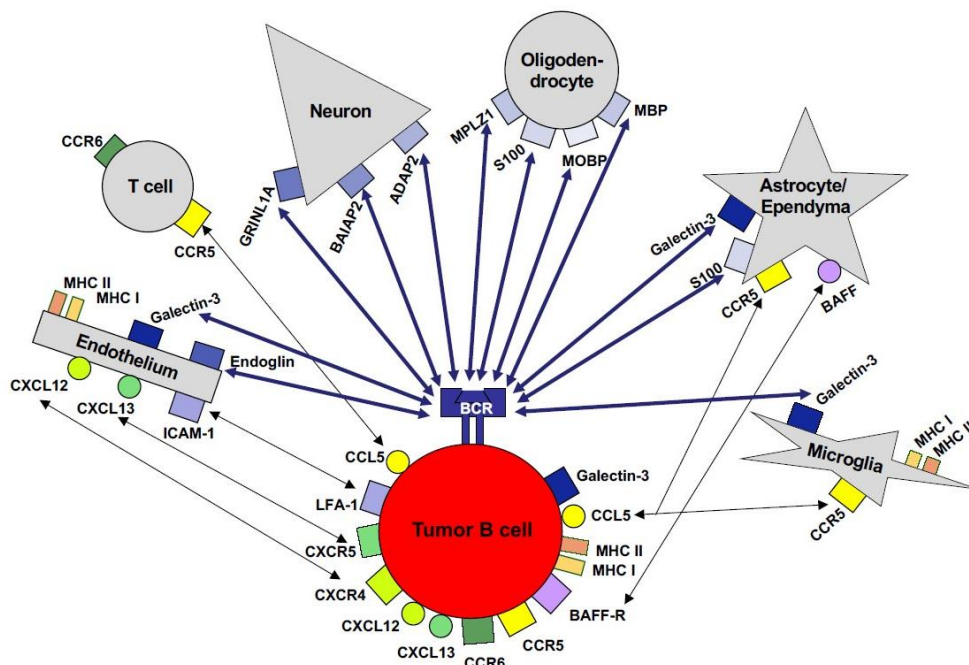 Oligoden-
drocyte
Neuron
MPLZ1
S100
MOBP
MBP
CCR6
T cell
CCR5
GRINL1A
BAIAP2
ADAP2
Astrocyte/
Ependyma
Galectin-3
S100
CCR5
BAFF
MHC II
MHC I
Galectin-3
Endothelium
Endoglin
CXCL12
CXCL13
ICAM-1
BCR
Galectin-3
MHC I
MHC II
Microglia
CCR5
CCL5
LFA-1
CXCR5
CXCR4
CXCL12
CXCL13
CCR6
CCR5
BAFF-R
MHC I
MHC II
CCL5
Galectin-3
Tumor B cell